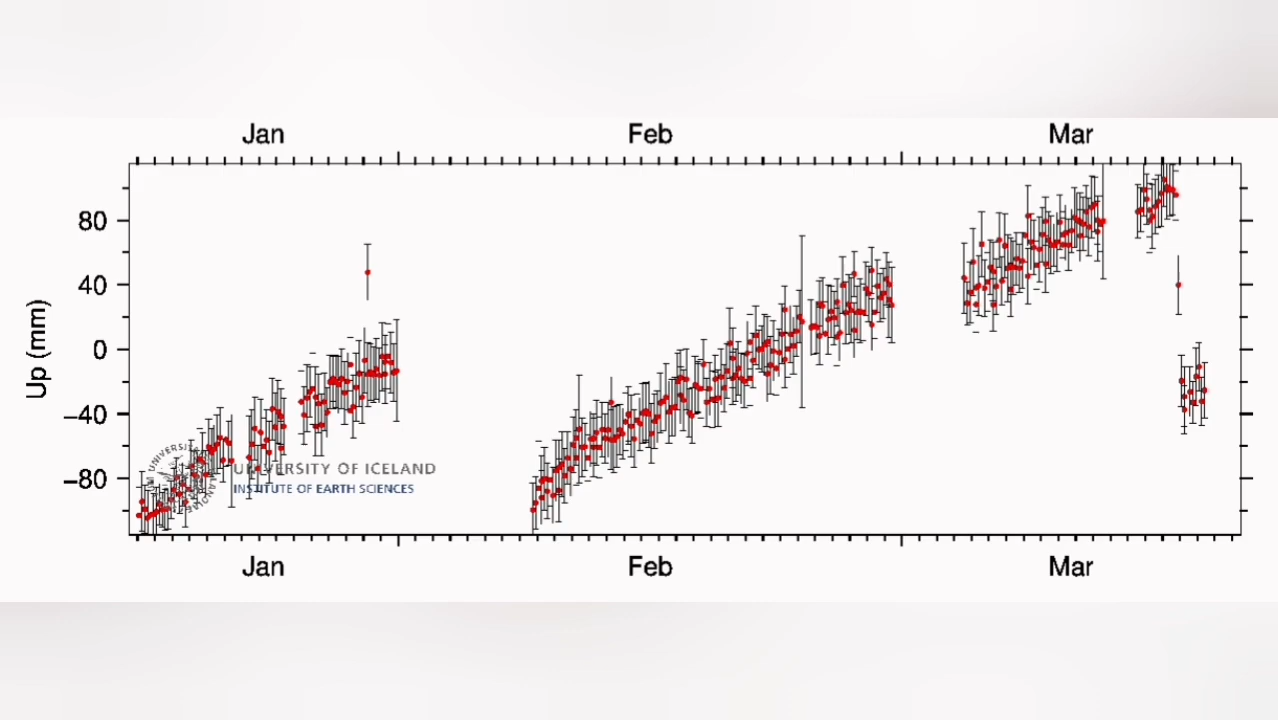 Jan Feb Mar
Up (mm)
80
40
0
−40
−80
UNIVERSITY OF ICELAND
INSTITUTE OF EARTH SCIENCES
Jan Feb Mar